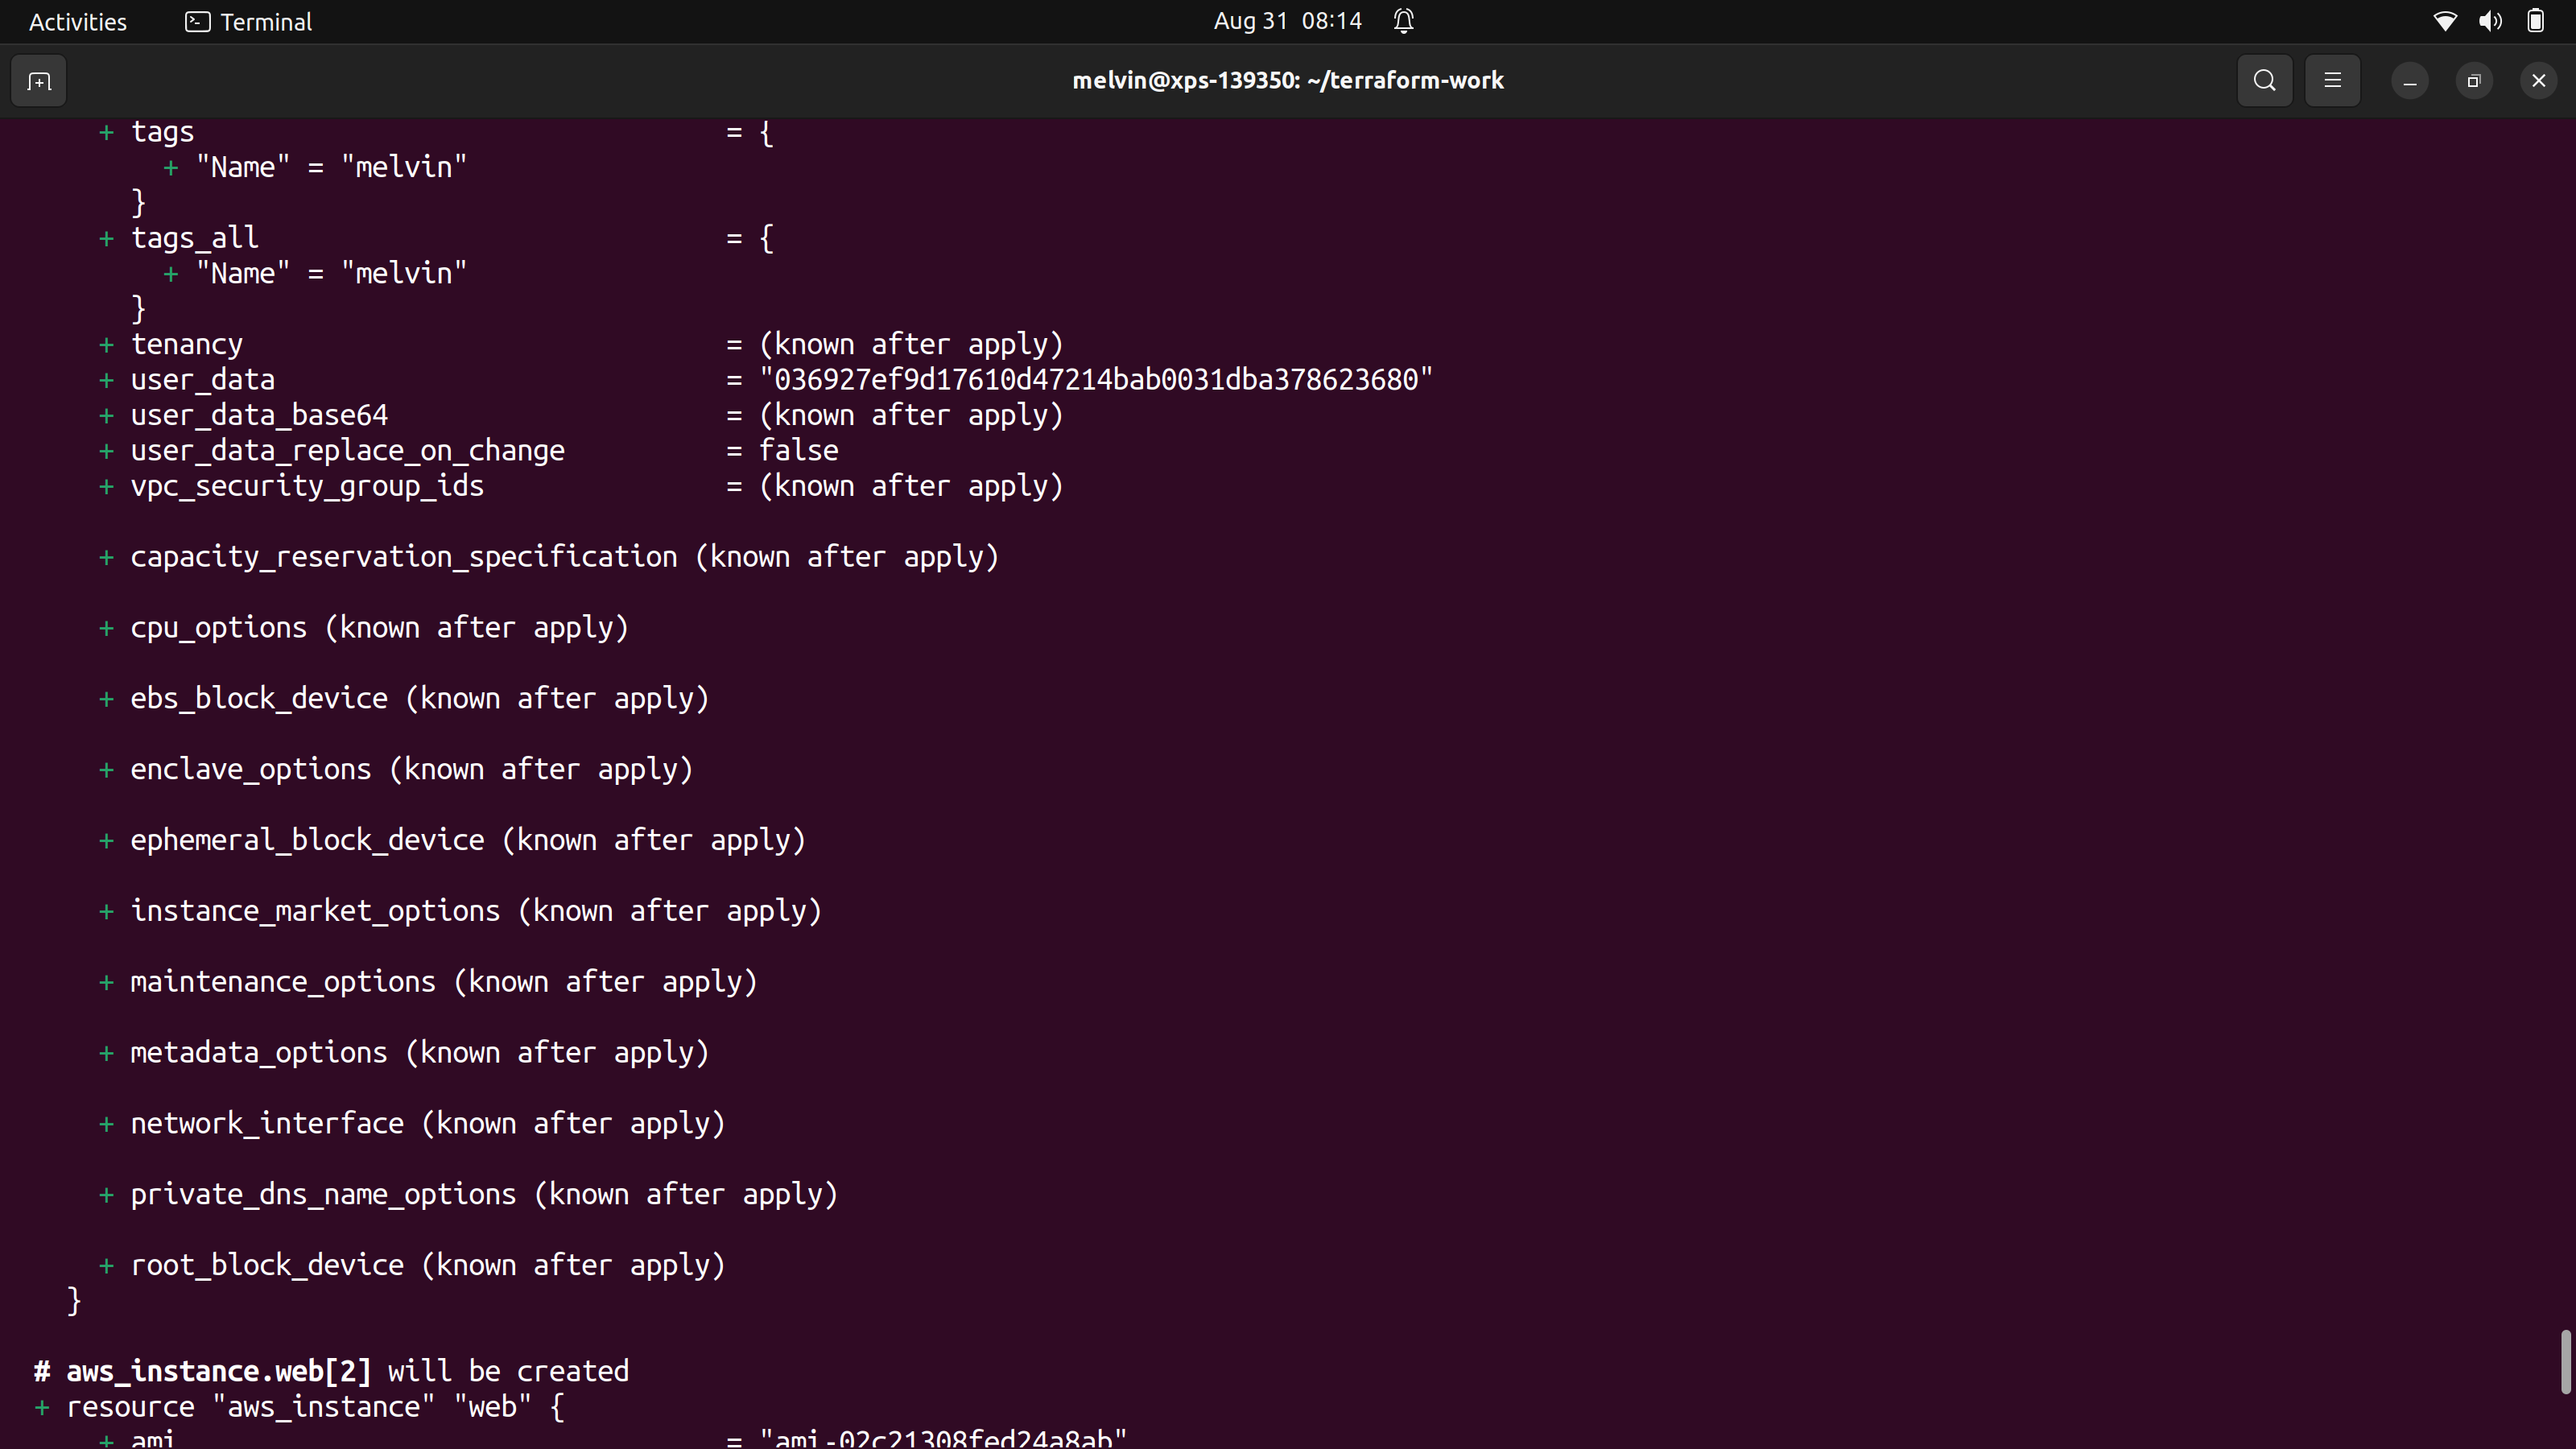 Activities Terminal Aug 31 08:14
melvin@xps-139350: ~/terraform-work
+ tags = {
+ "Name" = "melvin"
}
+ tags_all = {
+ "Name" = "melvin"
}
+ tenancy = (known after apply)
+ user_data = "036927ef9d17610d47214bab0031dba378623680"
+ user_data_base64 = (known after apply)
+ user_data_replace_on_change = false
+ vpc_security_group_ids = (known after apply)
+ capacity_reservation_specification (known after apply)
+ cpu_options (known after apply)
+ ebs_block_device (known after apply)
+ enclave_options (known after apply)
+ ephemeral_block_device (known after apply)
+ instance_market_options (known after apply)
+ maintenance_options (known after apply)
+ metadata_options (known after apply)
+ network_interface (known after apply)
+ private_dns_name_options (known after apply)
+ root_block_device (known after apply)
}
# aws_instance.web[2] will be created
+ resource "aws_instance" "web" {
+ ami = "ami-02c21308fed24a8ab"